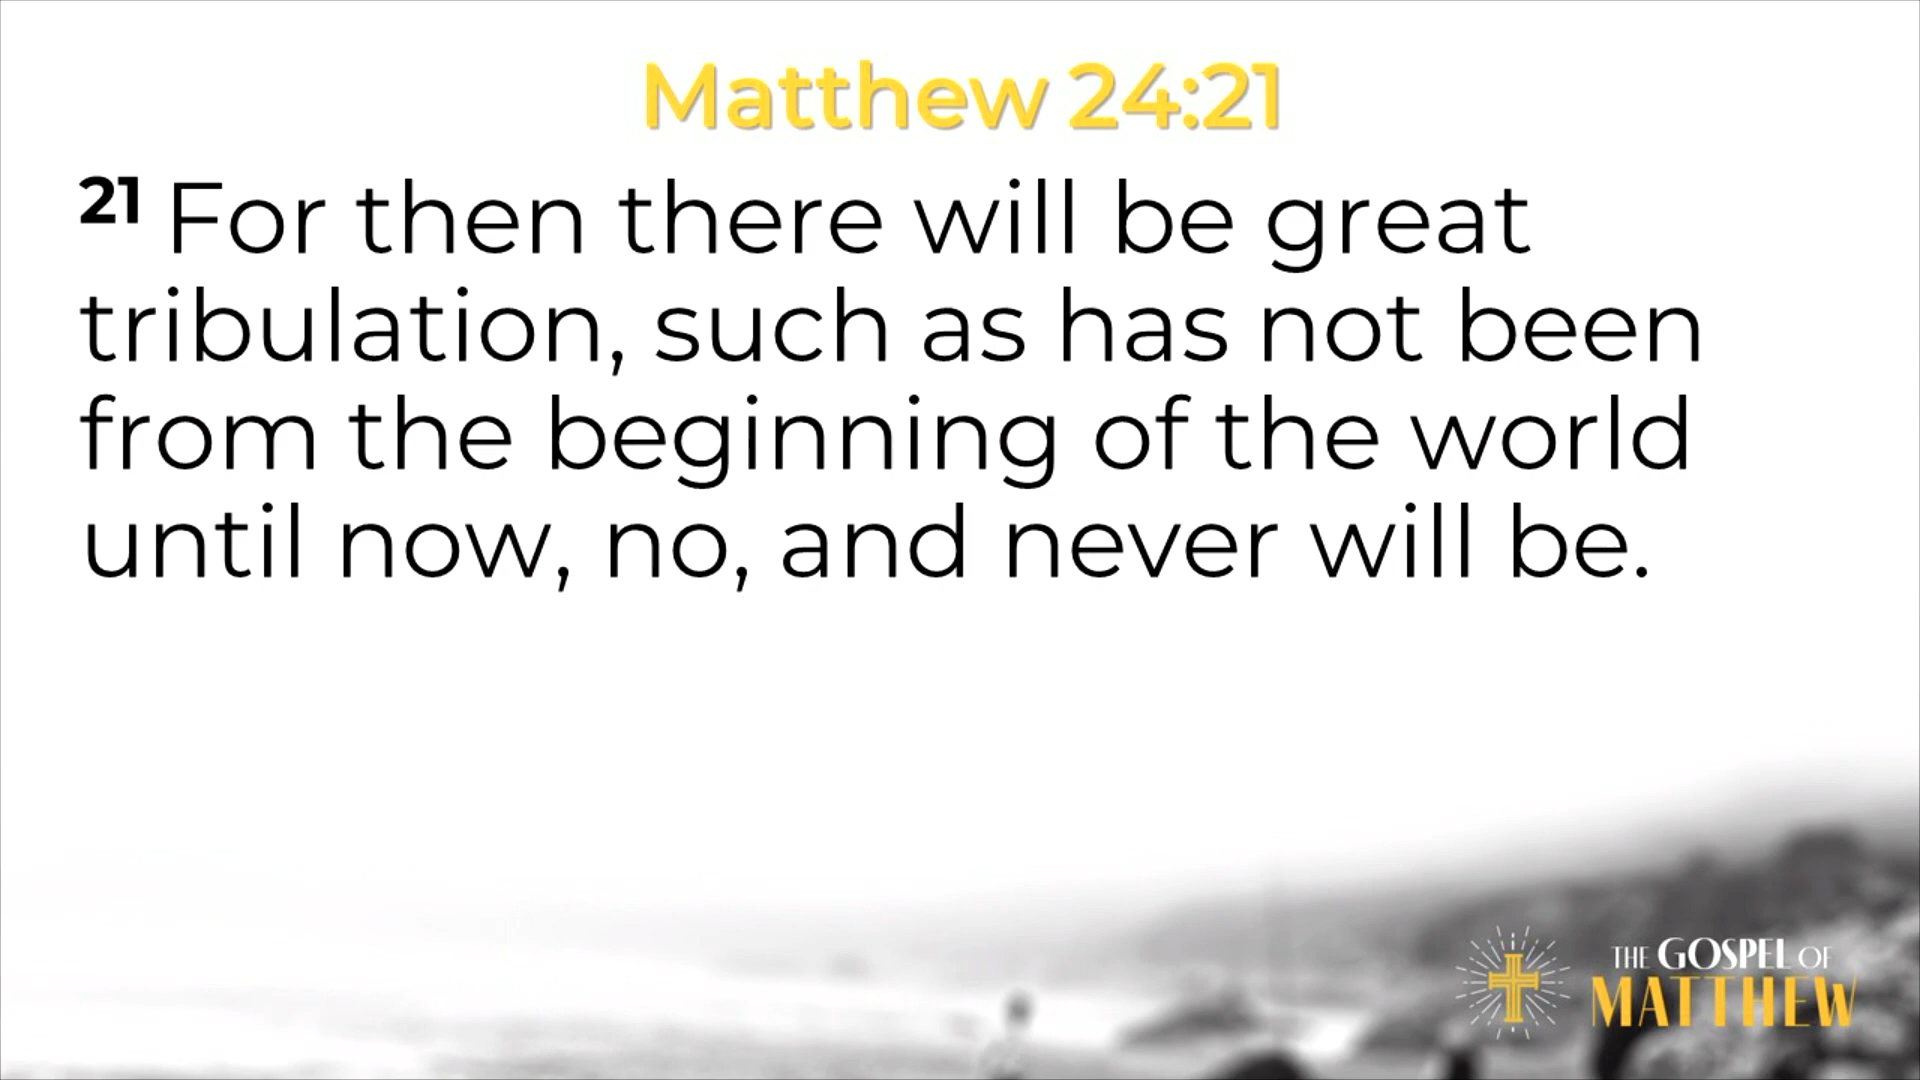 Matthew 24:21
21 For then there will be great
tribulation, such as has not been
from the beginning of the world
until now, no, and never will be.
THE GOSPEL OF
MATTHEW